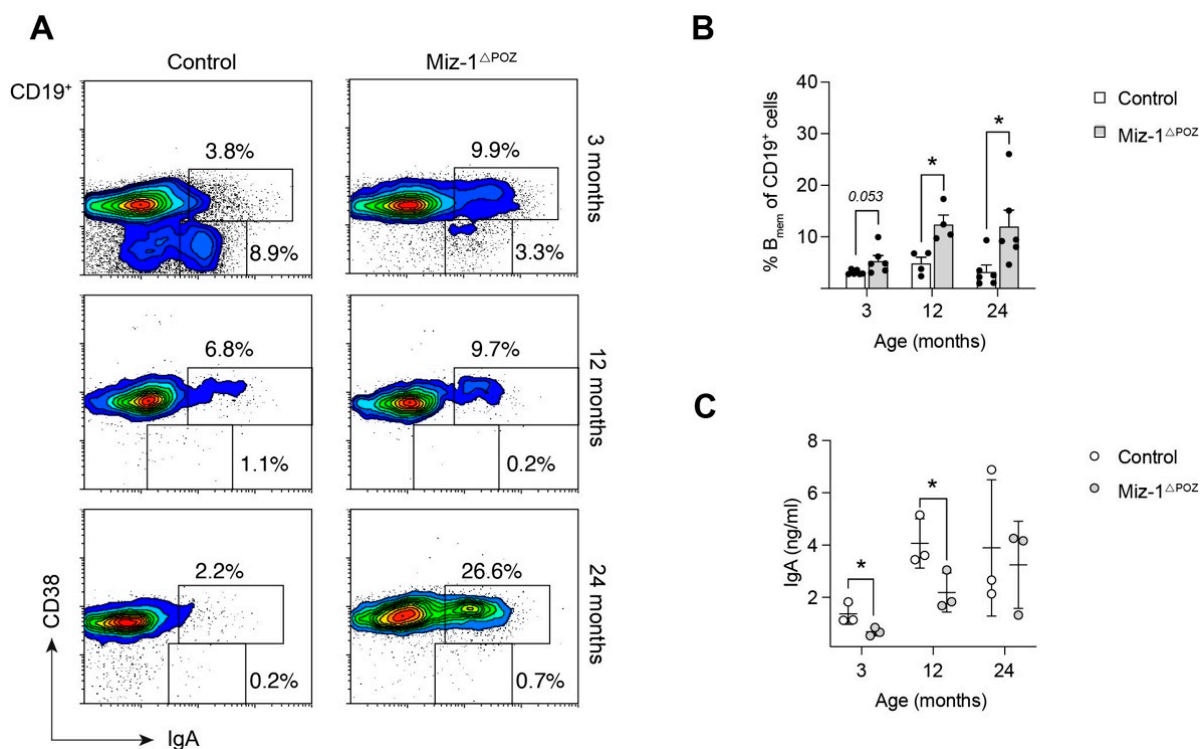 A
Control
Miz-1△POZ
CD19+
3.8%
8.9%
9.9%
3.3%
3 months
6.8%
1.1%
9.7%
0.2%
12 months
2.2%
0.2%
26.6%
0.7%
24 months
CD38
IgA
B
% Bmem of CD19+ cells
40
30
20
10
0.053
*
*
3 12 24
Age (months)
Control
Miz-1△POZ
C
IgA (ng/ml)
8
6
4
2
*
*
3 12 24
Age (months)
Control
Miz-1△POZ